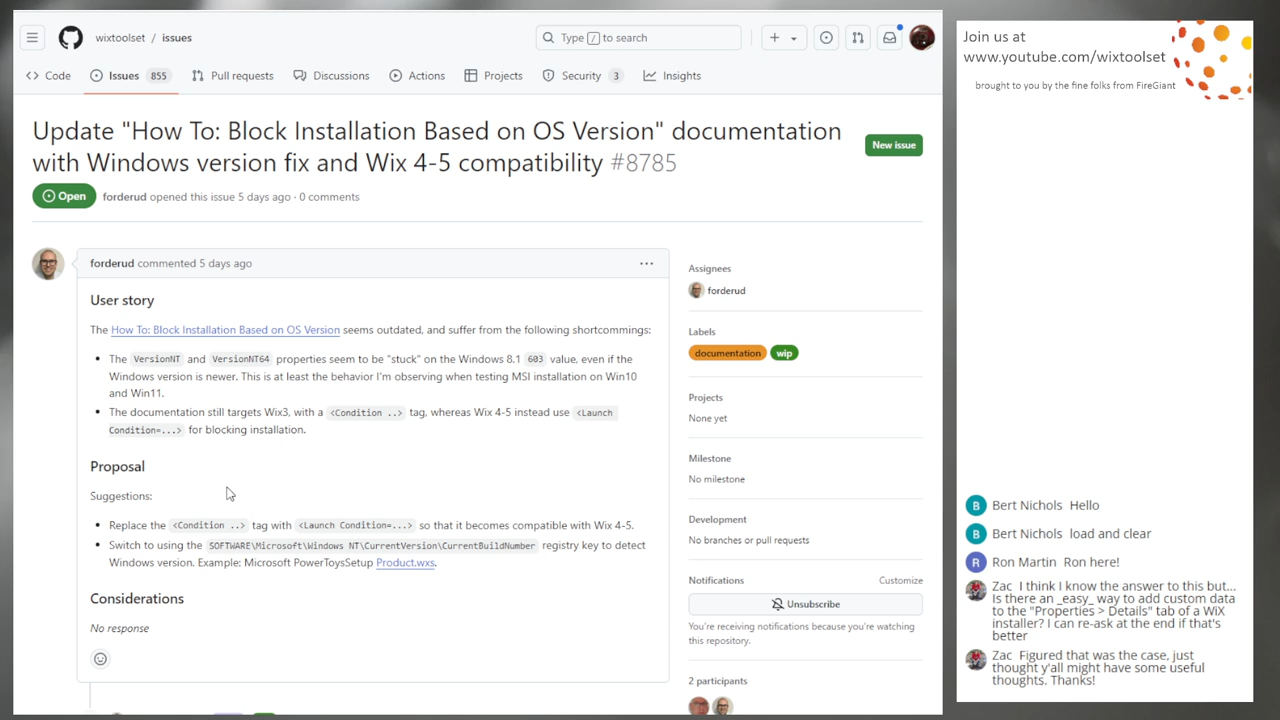 wixtoolset / issues
Type / to search
Code
Issues 855
Pull requests
Discussions
Actions
Projects
Security 3
Insights
Update "How To: Block Installation Based on OS Version" documentation
with Windows version fix and Wix 4-5 compatibility #8785
New issue
Open
forderud opened this issue 5 days ago · 0 comments
forderud commented 5 days ago
User story
The How To: Block Installation Based on OS Version seems outdated, and suffer from the following shortcommings:
The VersionNT and VersionNT64 properties seem to be "stuck" on the Windows 8.1 603 value, even if the
Windows version is newer. This is at least the behavior I'm observing when testing MSI installation on Win10
and Win11.
The documentation still targets Wix3, with a <Condition ..> tag, whereas Wix 4-5 instead use <Launch
Condition=...> for blocking installation.
Proposal
Suggestions:
Replace the <Condition ..> tag with <Launch Condition=...> so that it becomes compatible with Wix 4-5.
Switch to using the SOFTWARE\Microsoft\Windows NT\CurrentVersion\CurrentBuildNumber registry key to detect
Windows version. Example: Microsoft PowerToysSetup Product.wxs.
Considerations
No response
Assignees
forderud
Labels
documentation wip
Projects
None yet
Milestone
No milestone
Development
No branches or pull requests
Notifications Customize
Unsubscribe
You're receiving notifications because you're watching
this repository.
2 participants
Join us at
www.youtube.com/wixtoolset
brought to you by the fine folks from FireGiant
B Bert Nichols Hello
B Bert Nichols load and clear
R Ron Martin Ron here!
Zac I think I know the answer to this but...
Is there an _easy_ way to add custom data
to the "Properties > Details" tab of a WiX
installer? I can re-ask at the end if that's
better
Zac Figured that was the case, just
thought y'all might have some useful
thoughts. Thanks!